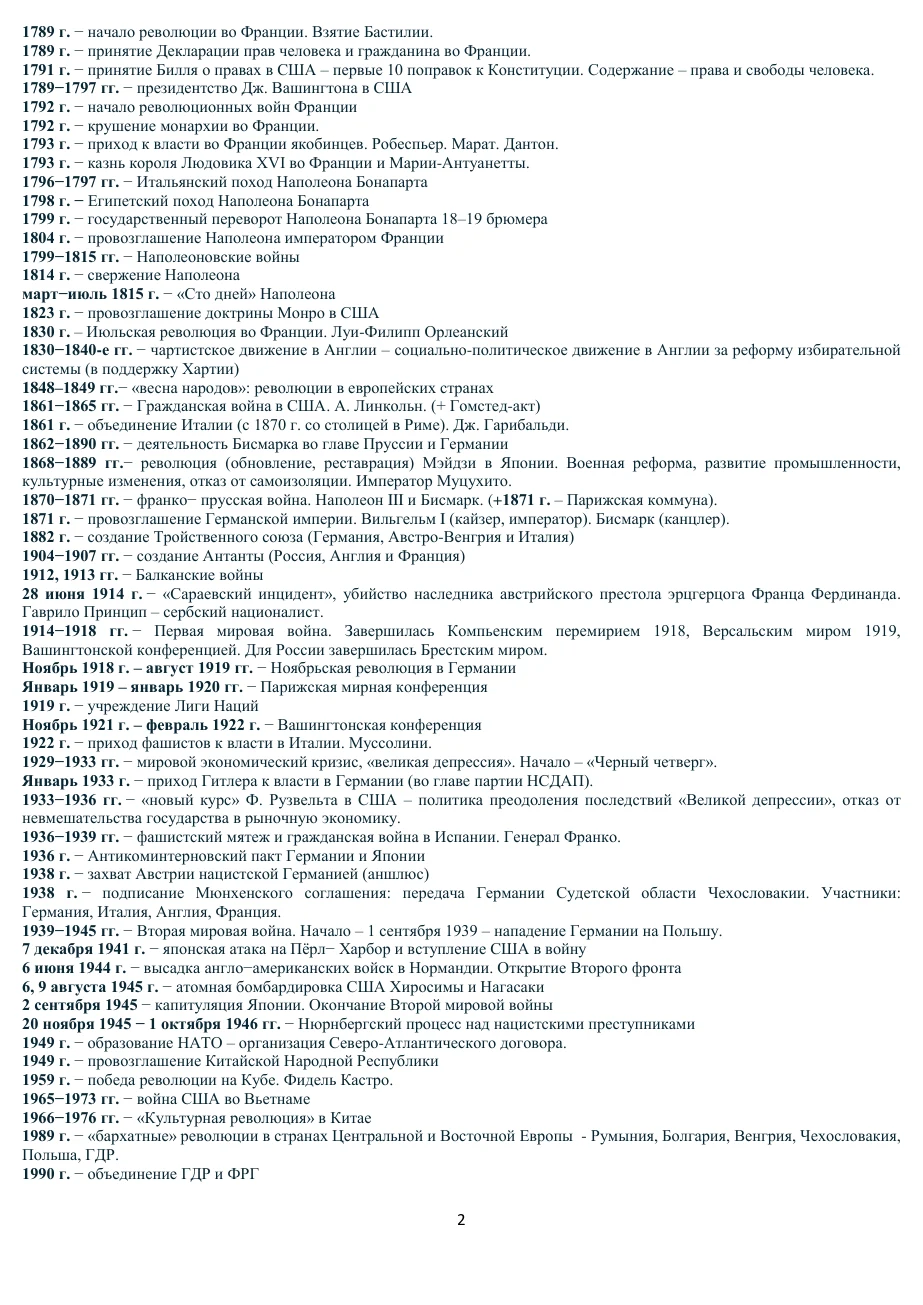 1789 г. − начало революции во Франции. Взятие Бастилии.
1789 г. − принятие Декларации прав человека и гражданина во Франции.
1791 г. − принятие Билля о правах в США – первые 10 поправок к Конституции. Содержание – права и свободы человека.
1789−1797 гг. − президентство Дж. Вашингтона в США
1792 г. − начало революционных войн Франции
1792 г. − крушение монархии во Франции.
1793 г. − приход к власти во Франции якобинцев. Робеспьер. Марат. Дантон.
1793 г. − казнь короля Людовика XVI во Франции и Марии-Антуанетты.
1796−1797 гг. − Итальянский поход Наполеона Бонапарта
1798 г. − Египетский поход Наполеона Бонапарта
1799 г. − государственный переворот Наполеона Бонапарта 18–19 брюмера
1804 г. − провозглашение Наполеона императором Франции
1799−1815 гг. − Наполеоновские войны
1814 г. − свержение Наполеона
март−июль 1815 г. − «Сто дней» Наполеона
1823 г. − провозглашение доктрины Монро в США
1830 г. – Июльская революция во Франции. Луи-Филипп Орлеанский
1830−1840-е гг. − чартистское движение в Англии – социально-политическое движение в Англии за реформу избирательной
системы (в поддержку Хартии)
1848–1849 гг.− «весна народов»: революции в европейских странах
1861−1865 гг. − Гражданская война в США. А. Линкольн. (+ Гомстед-акт)
1861 г. − объединение Италии (с 1870 г. со столицей в Риме). Дж. Гарибальди.
1862−1890 гг. − деятельность Бисмарка во главе Пруссии и Германии
1868−1889 гг.− революция (обновление, реставрация) Мэйдзи в Японии. Военная реформа, развитие промышленности,
культурные изменения, отказ от самоизоляции. Император Муцухито.
1870−1871 гг. − франко− прусская война. Наполеон III и Бисмарк. (+1871 г. – Парижская коммуна).
1871 г. − провозглашение Германской империи. Вильгельм I (кайзер, император). Бисмарк (канцлер).
1882 г. − создание Тройственного союза (Германия, Австро-Венгрия и Италия)
1904−1907 гг. − создание Антанты (Россия, Англия и Франция)
1912, 1913 гг. − Балканские войны
28 июня 1914 г. − «Сараевский инцидент», убийство наследника австрийского престола эрцгерцога Франца Фердинанда.
Гаврило Принцип – сербский националист.
1914−1918 гг. − Первая мировая война. Завершилась Компьенским перемирием 1918, Версальским миром 1919,
Вашингтонской конференцией. Для России завершилась Брестским миром.
Ноябрь 1918 г. – август 1919 гг. − Ноябрьская революция в Германии
Январь 1919 – январь 1920 гг. − Парижская мирная конференция
1919 г. − учреждение Лиги Наций
Ноябрь 1921 г. – февраль 1922 г. − Вашингтонская конференция
1922 г. − приход фашистов к власти в Италии. Муссолини.
1929−1933 гг. − мировой экономический кризис, «великая депрессия». Начало – «Черный четверг».
Январь 1933 г. − приход Гитлера к власти в Германии (во главе партии НСДАП).
1933−1936 гг. − «новый курс» Ф. Рузвельта в США – политика преодоления последствий «Великой депрессии», отказ от
невмешательства государства в рыночную экономику.
1936−1939 гг. − фашистский мятеж и гражданская война в Испании. Генерал Франко.
1936 г. − Антикоминтерновский пакт Германии и Японии
1938 г. − захват Австрии нацистской Германией (аншлюс)
1938 г. − подписание Мюнхенского соглашения: передача Германии Судетской области Чехословакии. Участники:
Германия, Италия, Англия, Франция.
1939−1945 гг. − Вторая мировая война. Начало – 1 сентября 1939 – нападение Германии на Польшу.
7 декабря 1941 г. − японская атака на Пёрл− Харбор и вступление США в войну
6 июня 1944 г. − высадка англо−американских войск в Нормандии. Открытие Второго фронта
6, 9 августа 1945 г. − атомная бомбардировка США Хиросимы и Нагасаки
2 сентября 1945 − капитуляция Японии. Окончание Второй мировой войны
20 ноября 1945 − 1 октября 1946 гг. − Нюрнбергский процесс над нацистскими преступниками
1949 г. − образование НАТО – организация Северо-Атлантического договора.
1949 г. − провозглашение Китайской Народной Республики
1959 г. − победа революции на Кубе. Фидель Кастро.
1965−1973 гг. − война США во Вьетнаме
1966−1976 гг. − «Культурная революция» в Китае
1989 г. − «бархатные» революции в странах Центральной и Восточной Европы - Румыния, Болгария, Венгрия, Чехословакия,
Польша, ГДР.
1990 г. − объединение ГДР и ФРГ
2